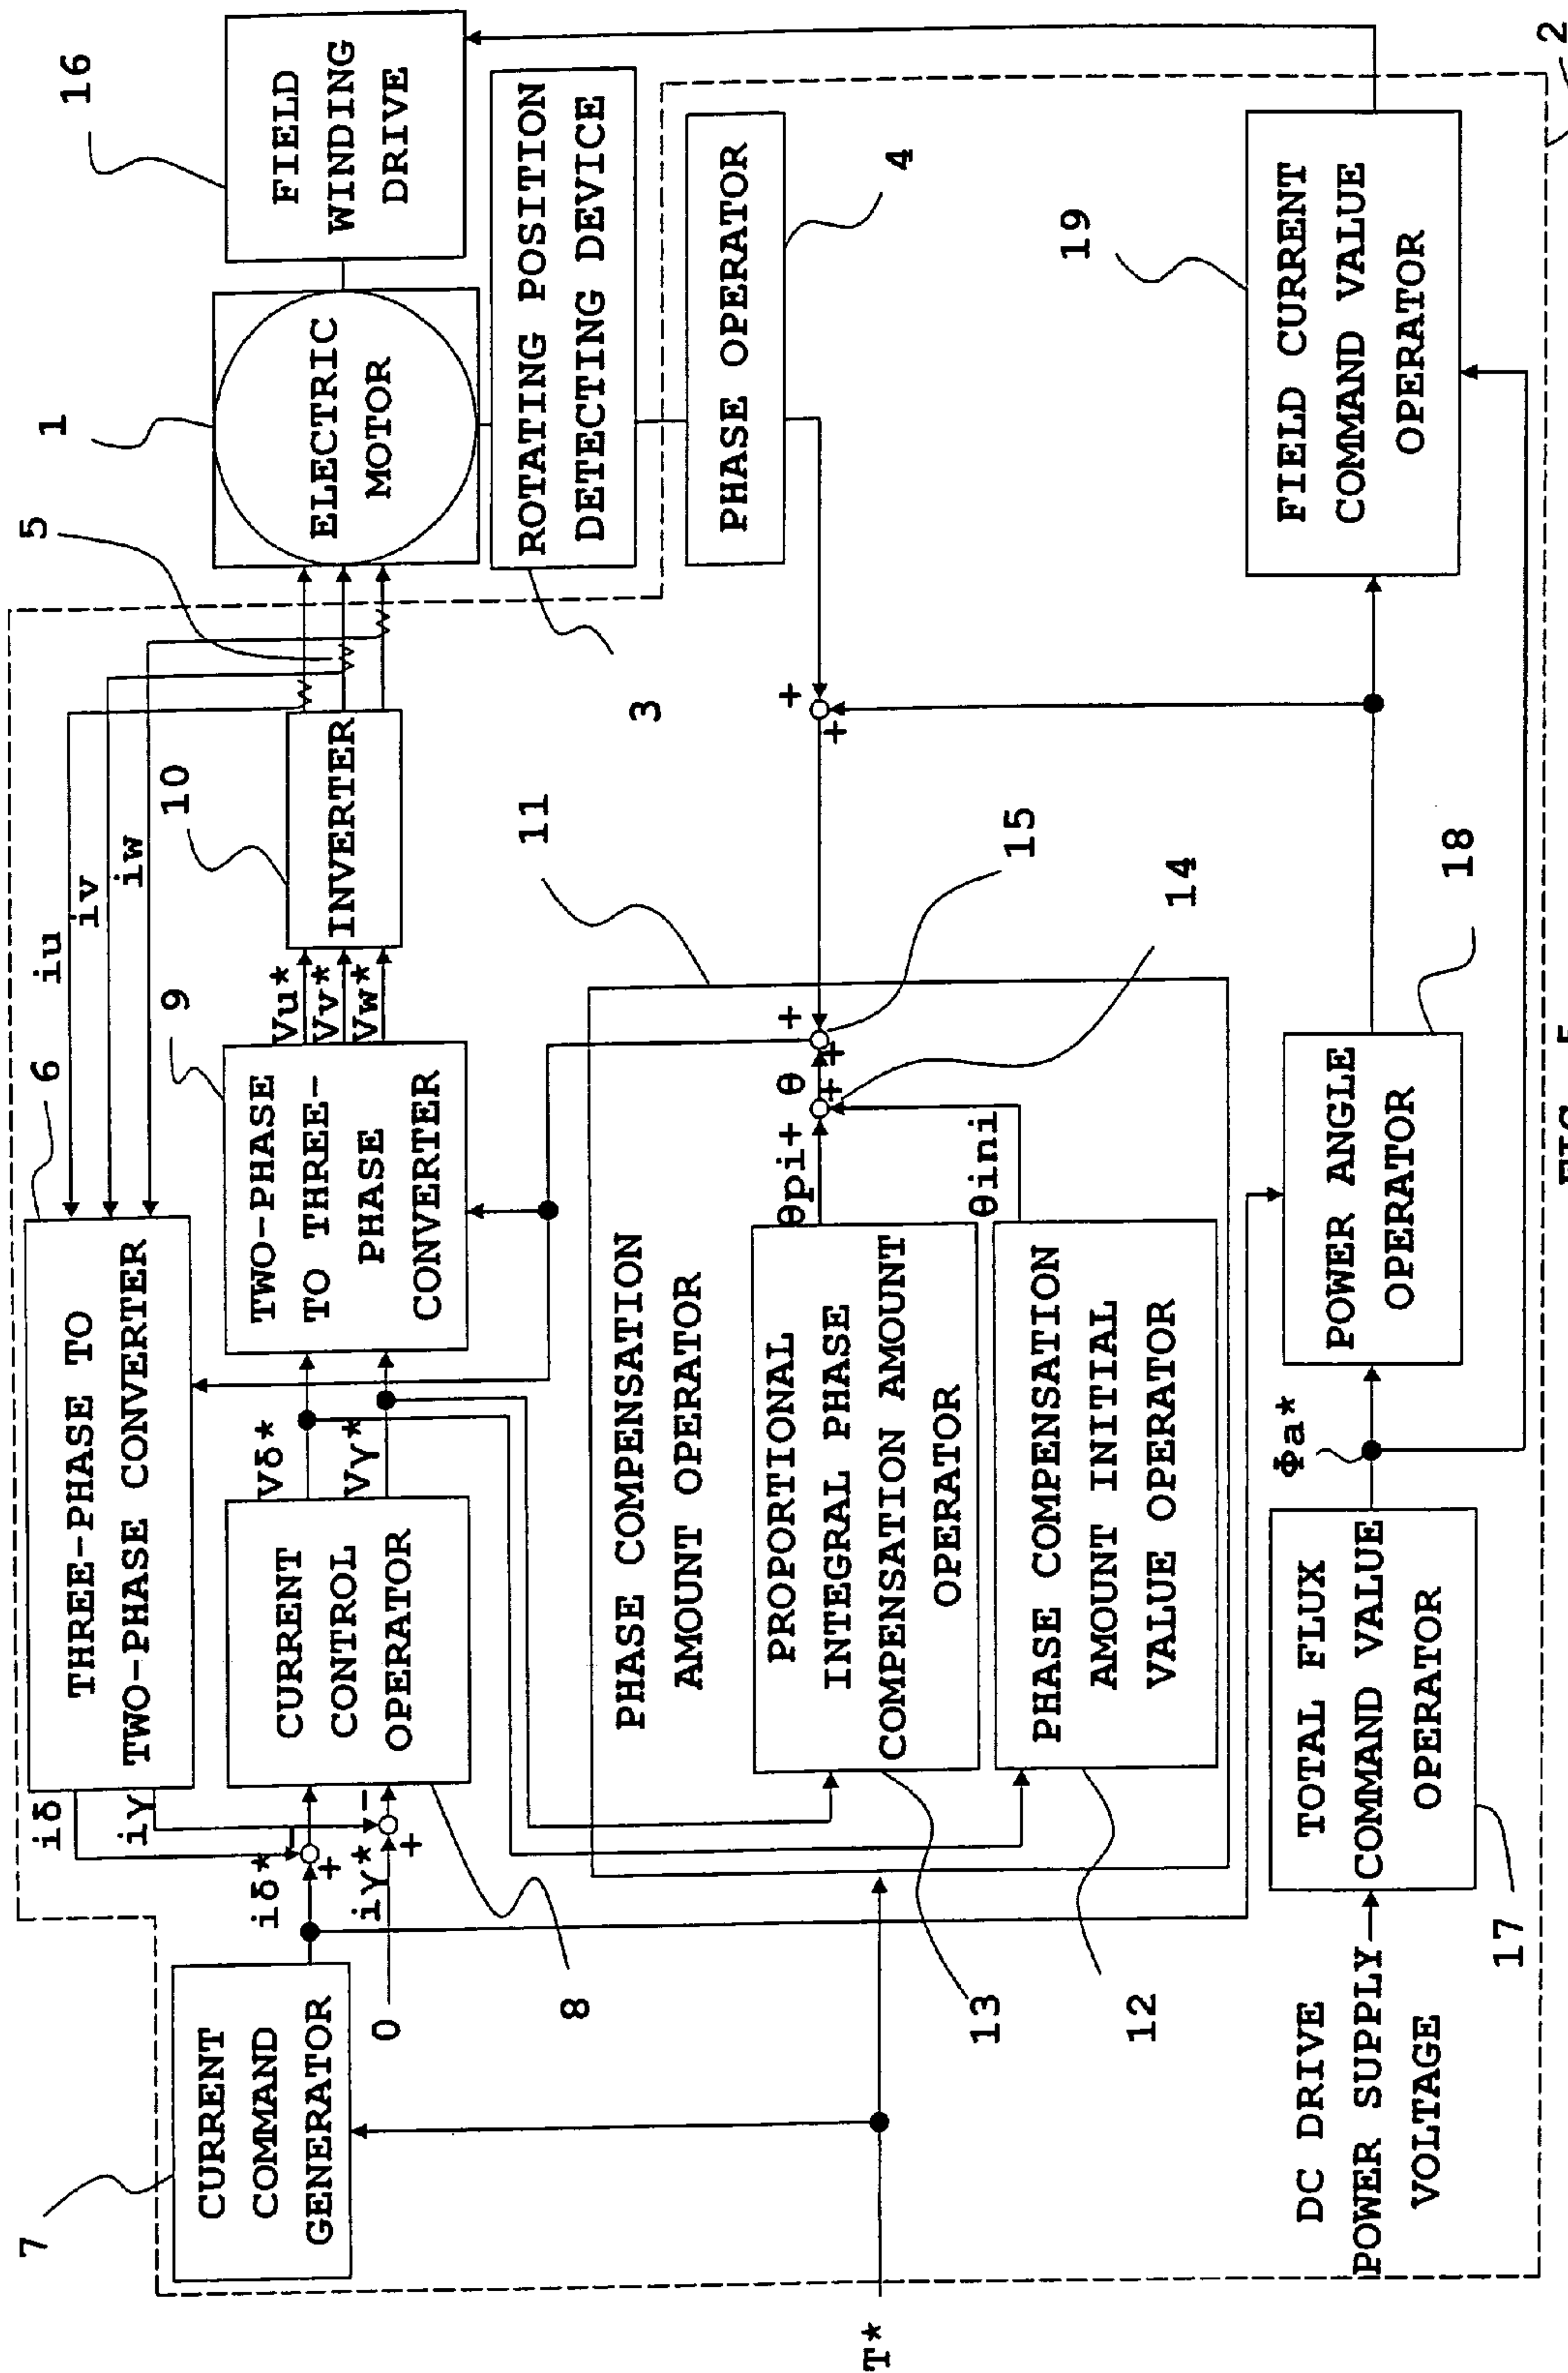 16
FIELD
WINDING
DRIVE
1
ELECTRIC
MOTOR
5
ROTATING POSITION
DETECTING DEVICE
3
PHASE OPERATOR
4
iu
iv
iw
10
INVERTER
Vu*
Vv*
Vw*
9
TWO-PHASE
TO THREE-
PHASE
CONVERTER
6
THREE-PHASE TO
TWO-PHASE CONVERTER
iδ
iγ
Vδ*
Vγ*
CURRENT
CONTROL
OPERATOR
8
iδ*
iγ*
-
-
+
+
0
7
CURRENT
COMMAND
GENERATOR
T*
11
PHASE COMPENSATION
AMOUNT OPERATOR
PROPORTIONAL
INTEGRAL PHASE
COMPENSATION AMOUNT
OPERATOR
13
PHASE COMPENSATION
AMOUNT INITIAL
VALUE OPERATOR
12
θpi+
θ
+
θini
14
+
+
15
+
+
19
FIELD CURRENT
COMMAND VALUE
OPERATOR
18
POWER ANGLE
OPERATOR
Φa*
TOTAL FLUX
COMMAND VALUE
OPERATOR
17
DC DRIVE
POWER SUPPLY
VOLTAGE
2